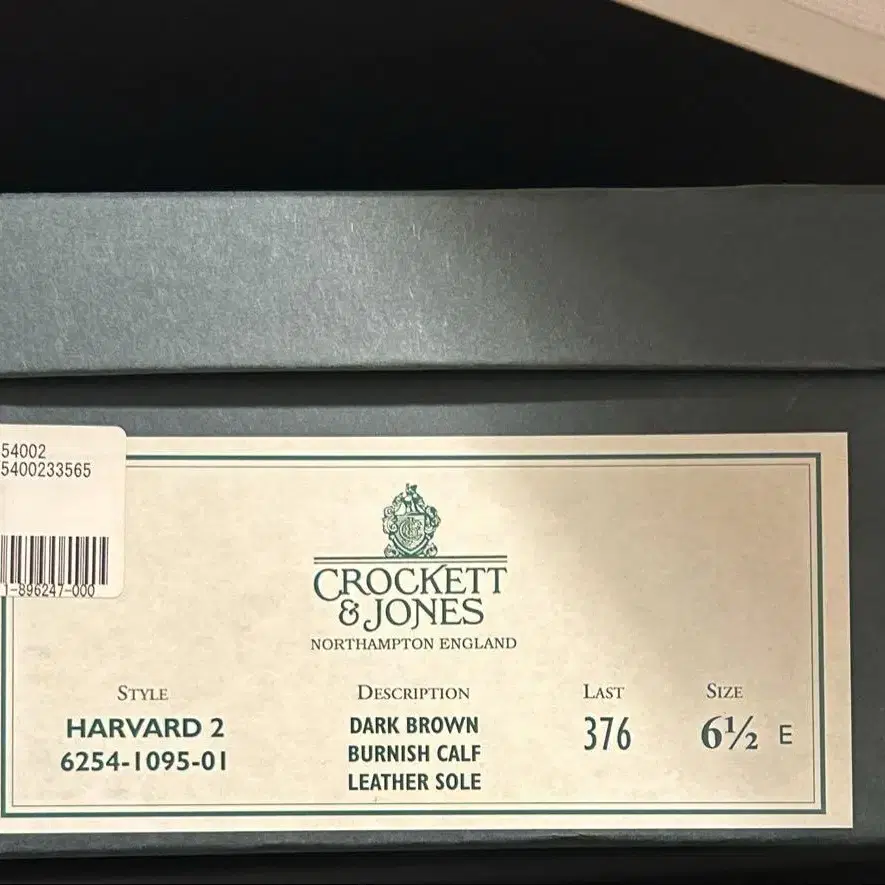 54002
5400233565
1-896247-000
CROCKETT
& JONES
NORTHAMPTON ENGLAND
STYLE
HARVARD 2
6254-1095-01
DESCRIPTION
DARK BROWN
BURNISH CALF
LEATHER SOLE
LAST
376
SIZE
6½ E